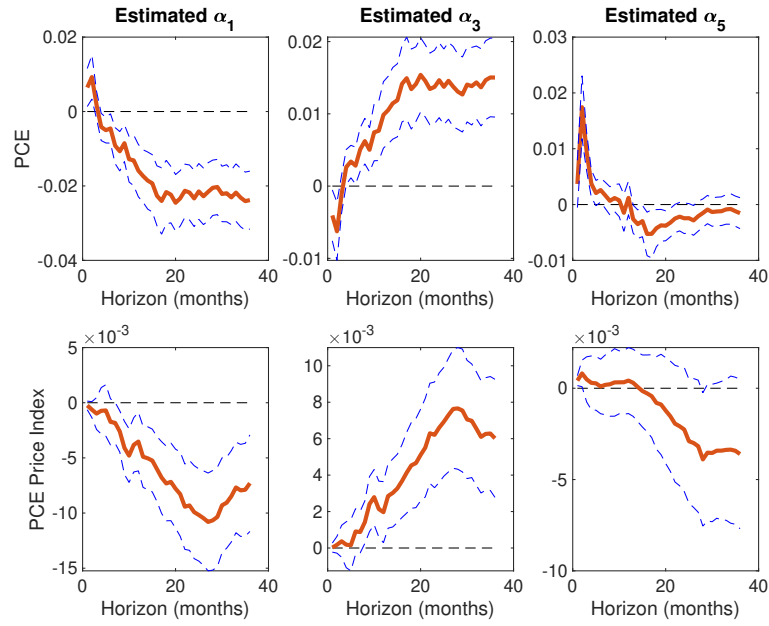 Estimated α1
Estimated α3
Estimated α5
PCE
0.02
0
-0.02
-0.04
0 20 40
Horizon (months)
0.02
0.01
0
-0.01
0 20 40
Horizon (months)
0.03
0.02
0.01
0
-0.01
0 20 40
Horizon (months)
PCE Price Index
×10-3
5
0
-5
-10
-15
0 20 40
Horizon (months)
×10-3
10
8
6
4
2
0
0 20 40
Horizon (months)
×10-3
0
-5
-10
0 20 40
Horizon (months)